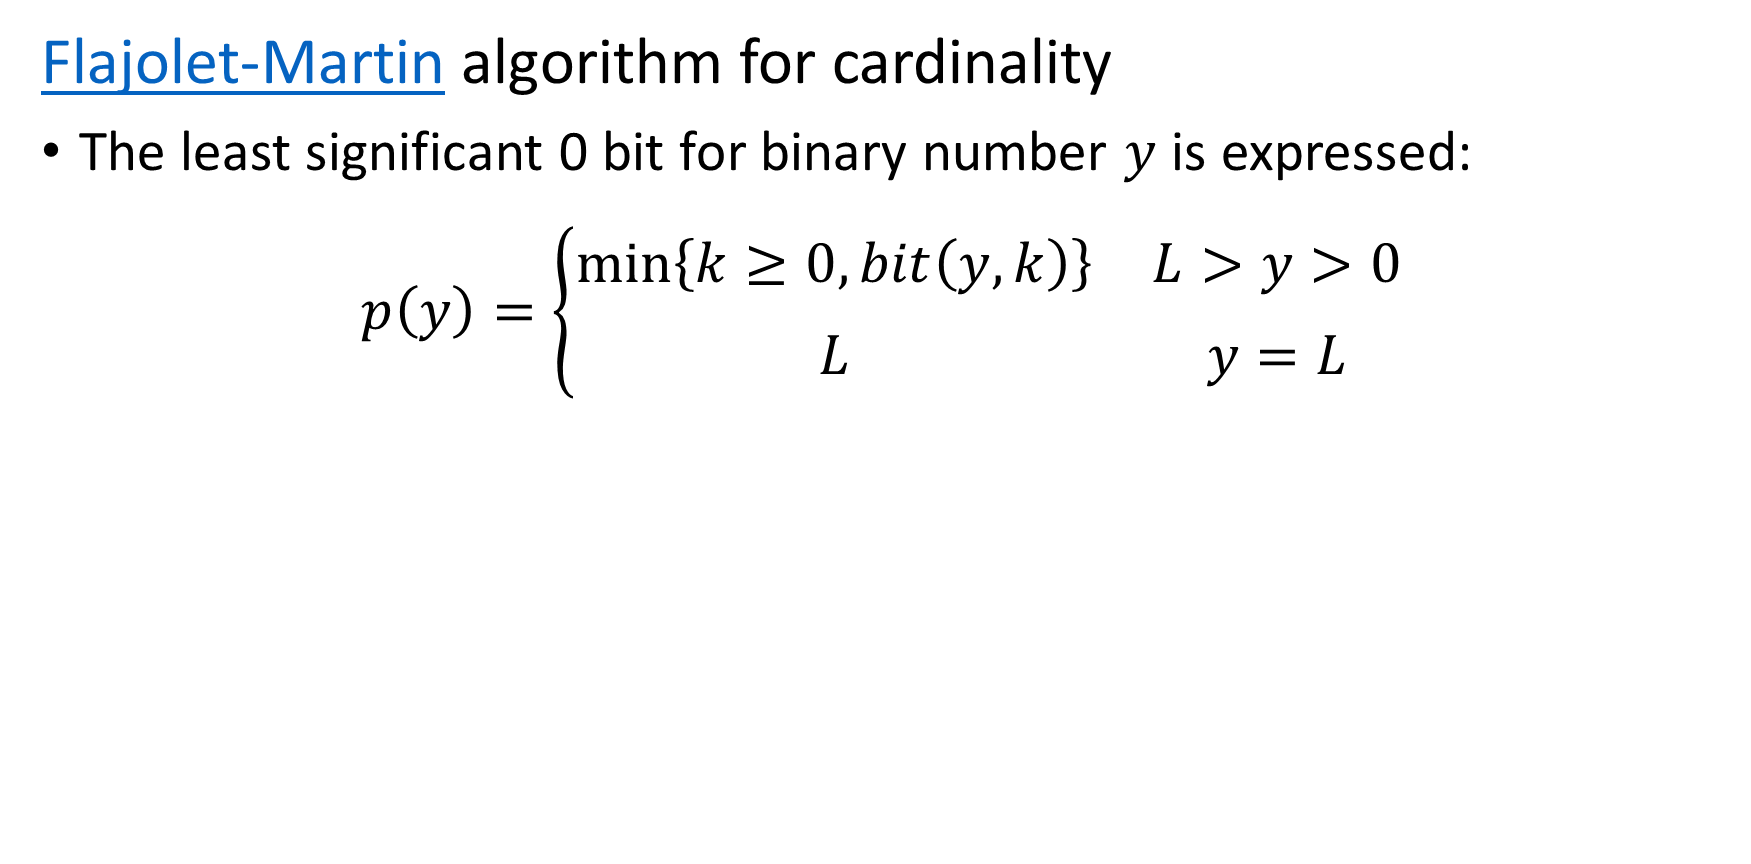 Flajolet-Martin algorithm for cardinality
• The least significant 0 bit for binary number y is expressed:
p(y) = { min{k ≥ 0, bit(y, k)} L > y > 0
L y = L